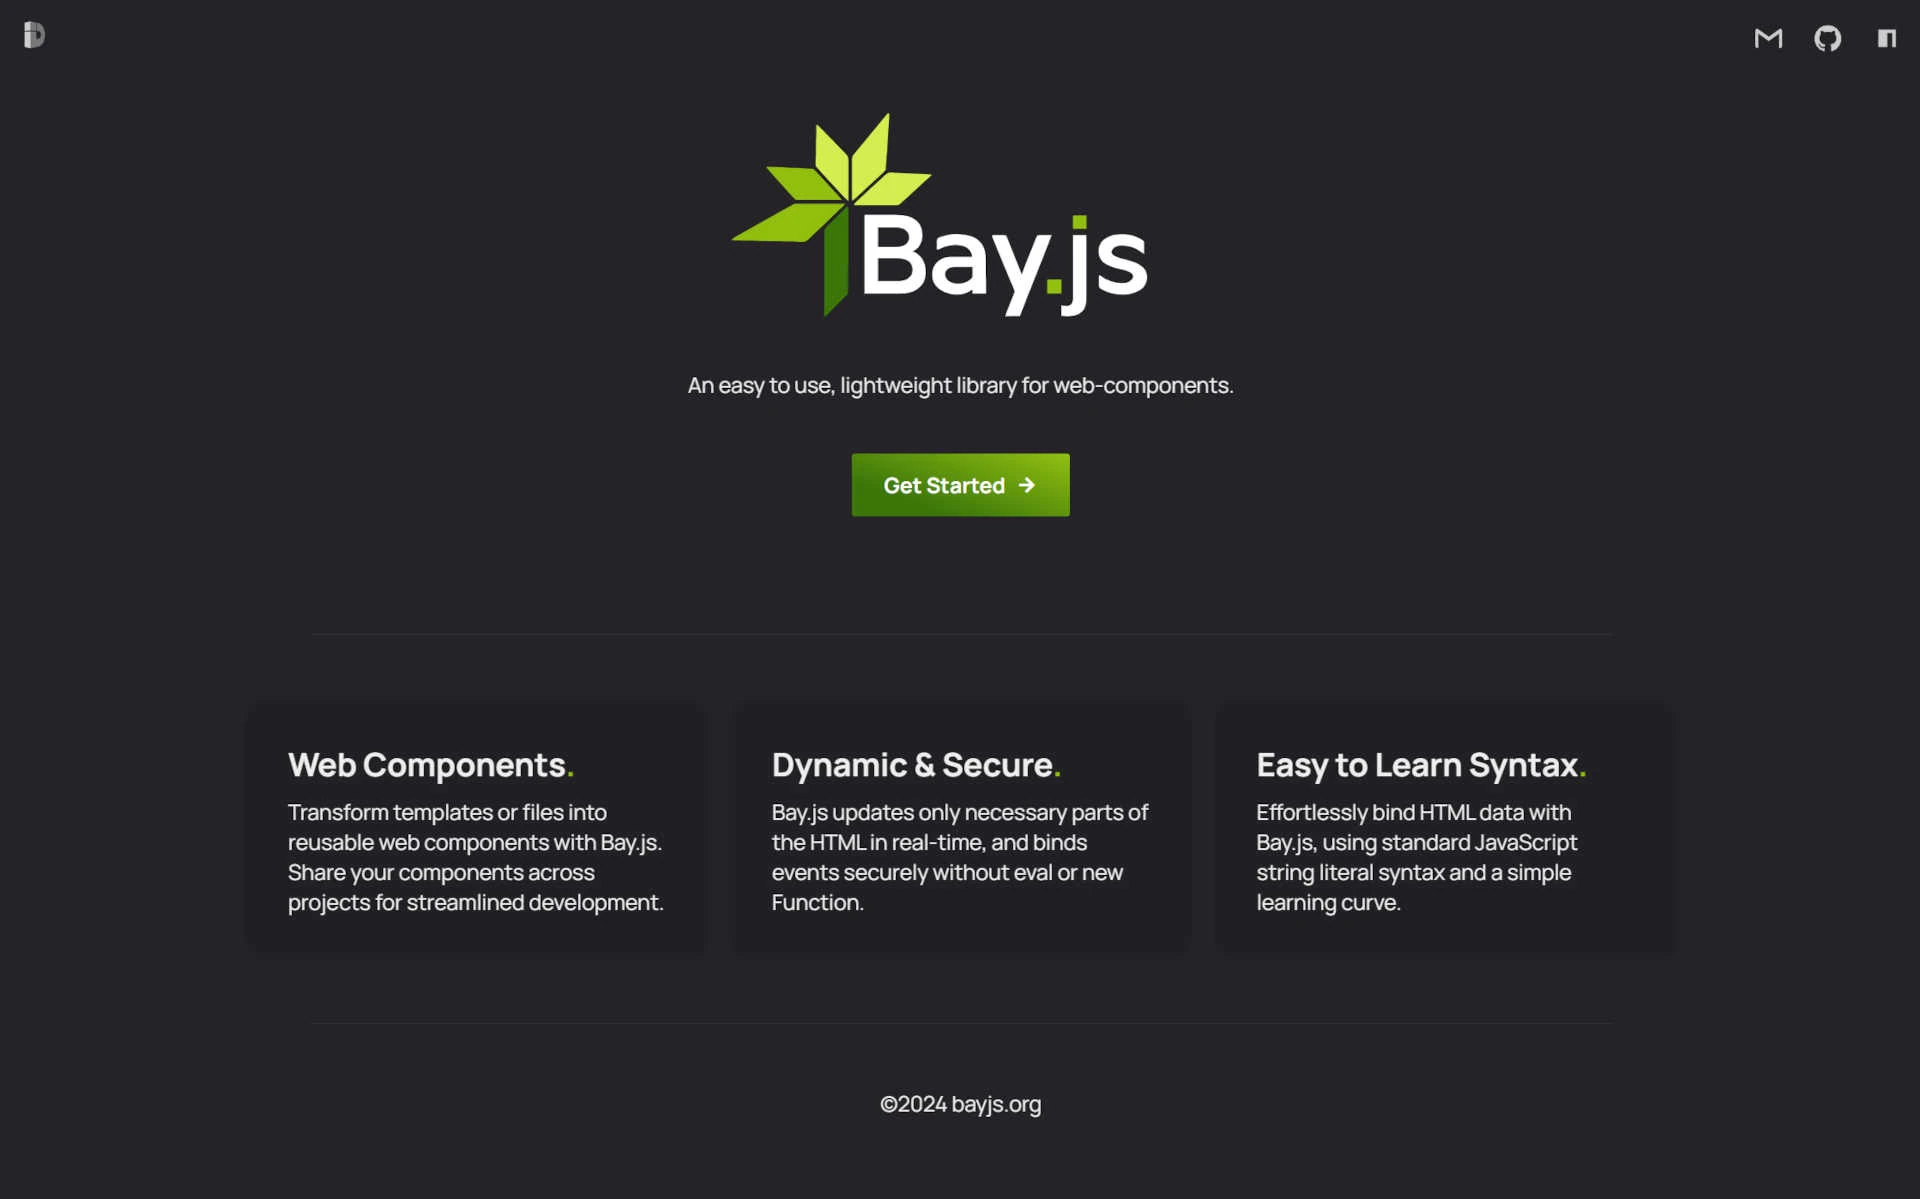 Bay.js
An easy to use, lightweight library for web-components.
Get Started →
Web Components.
Transform templates or files into
reusable web components with Bay.js.
Share your components across
projects for streamlined development.
Dynamic & Secure.
Bay.js updates only necessary parts of
the HTML in real-time, and binds
events securely without eval or new
Function.
Easy to Learn Syntax.
Effortlessly bind HTML data with
Bay.js, using standard JavaScript
string literal syntax and a simple
learning curve.
©2024 bayjs.org